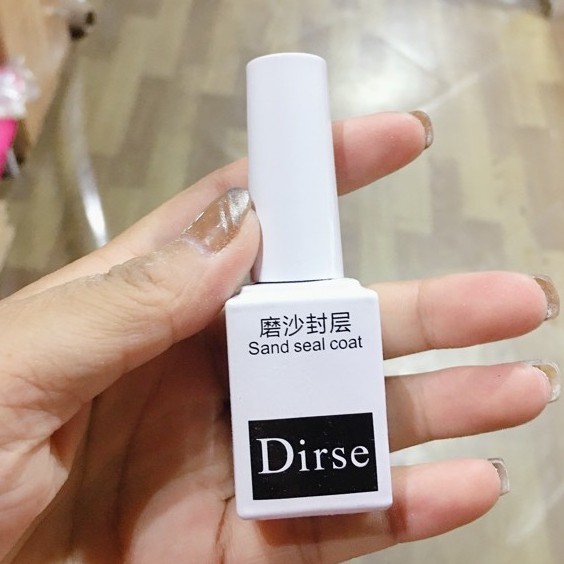 磨沙封层
Sand seal coat
Dirse